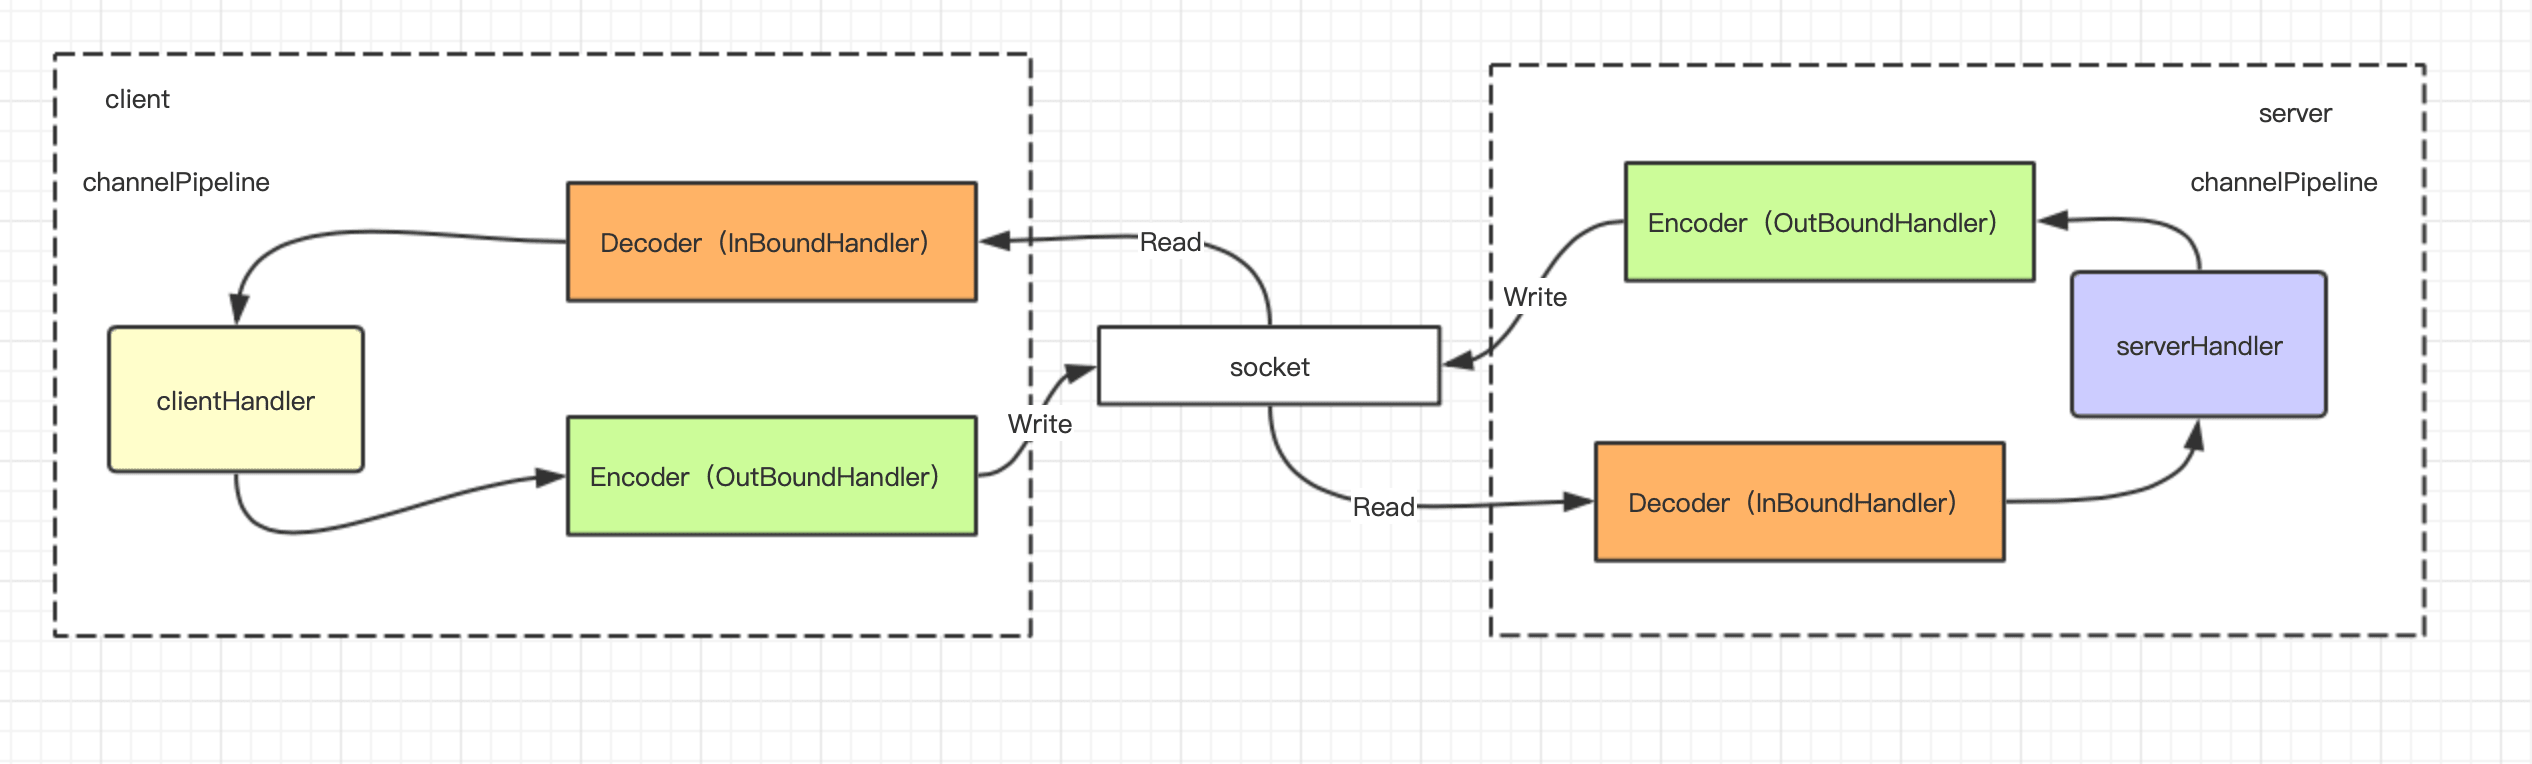 client
channelPipeline
Decoder（InBoundHandler）
clientHandler
Encoder（OutBoundHandler）
Read
Write
socket
Write
Read
server
channelPipeline
Encoder（OutBoundHandler）
serverHandler
Decoder（InBoundHandler）